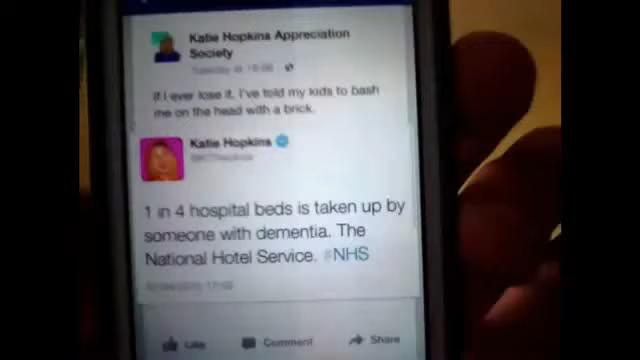 Katie Hopkins Appreciation
Society
If I ever lose it, I've told my kids to bash
me on the head with a brick.
Katie Hopkins
1 in 4 hospital beds is taken up by
someone with dementia. The
National Hotel Service. #NHS
Like Comment Share